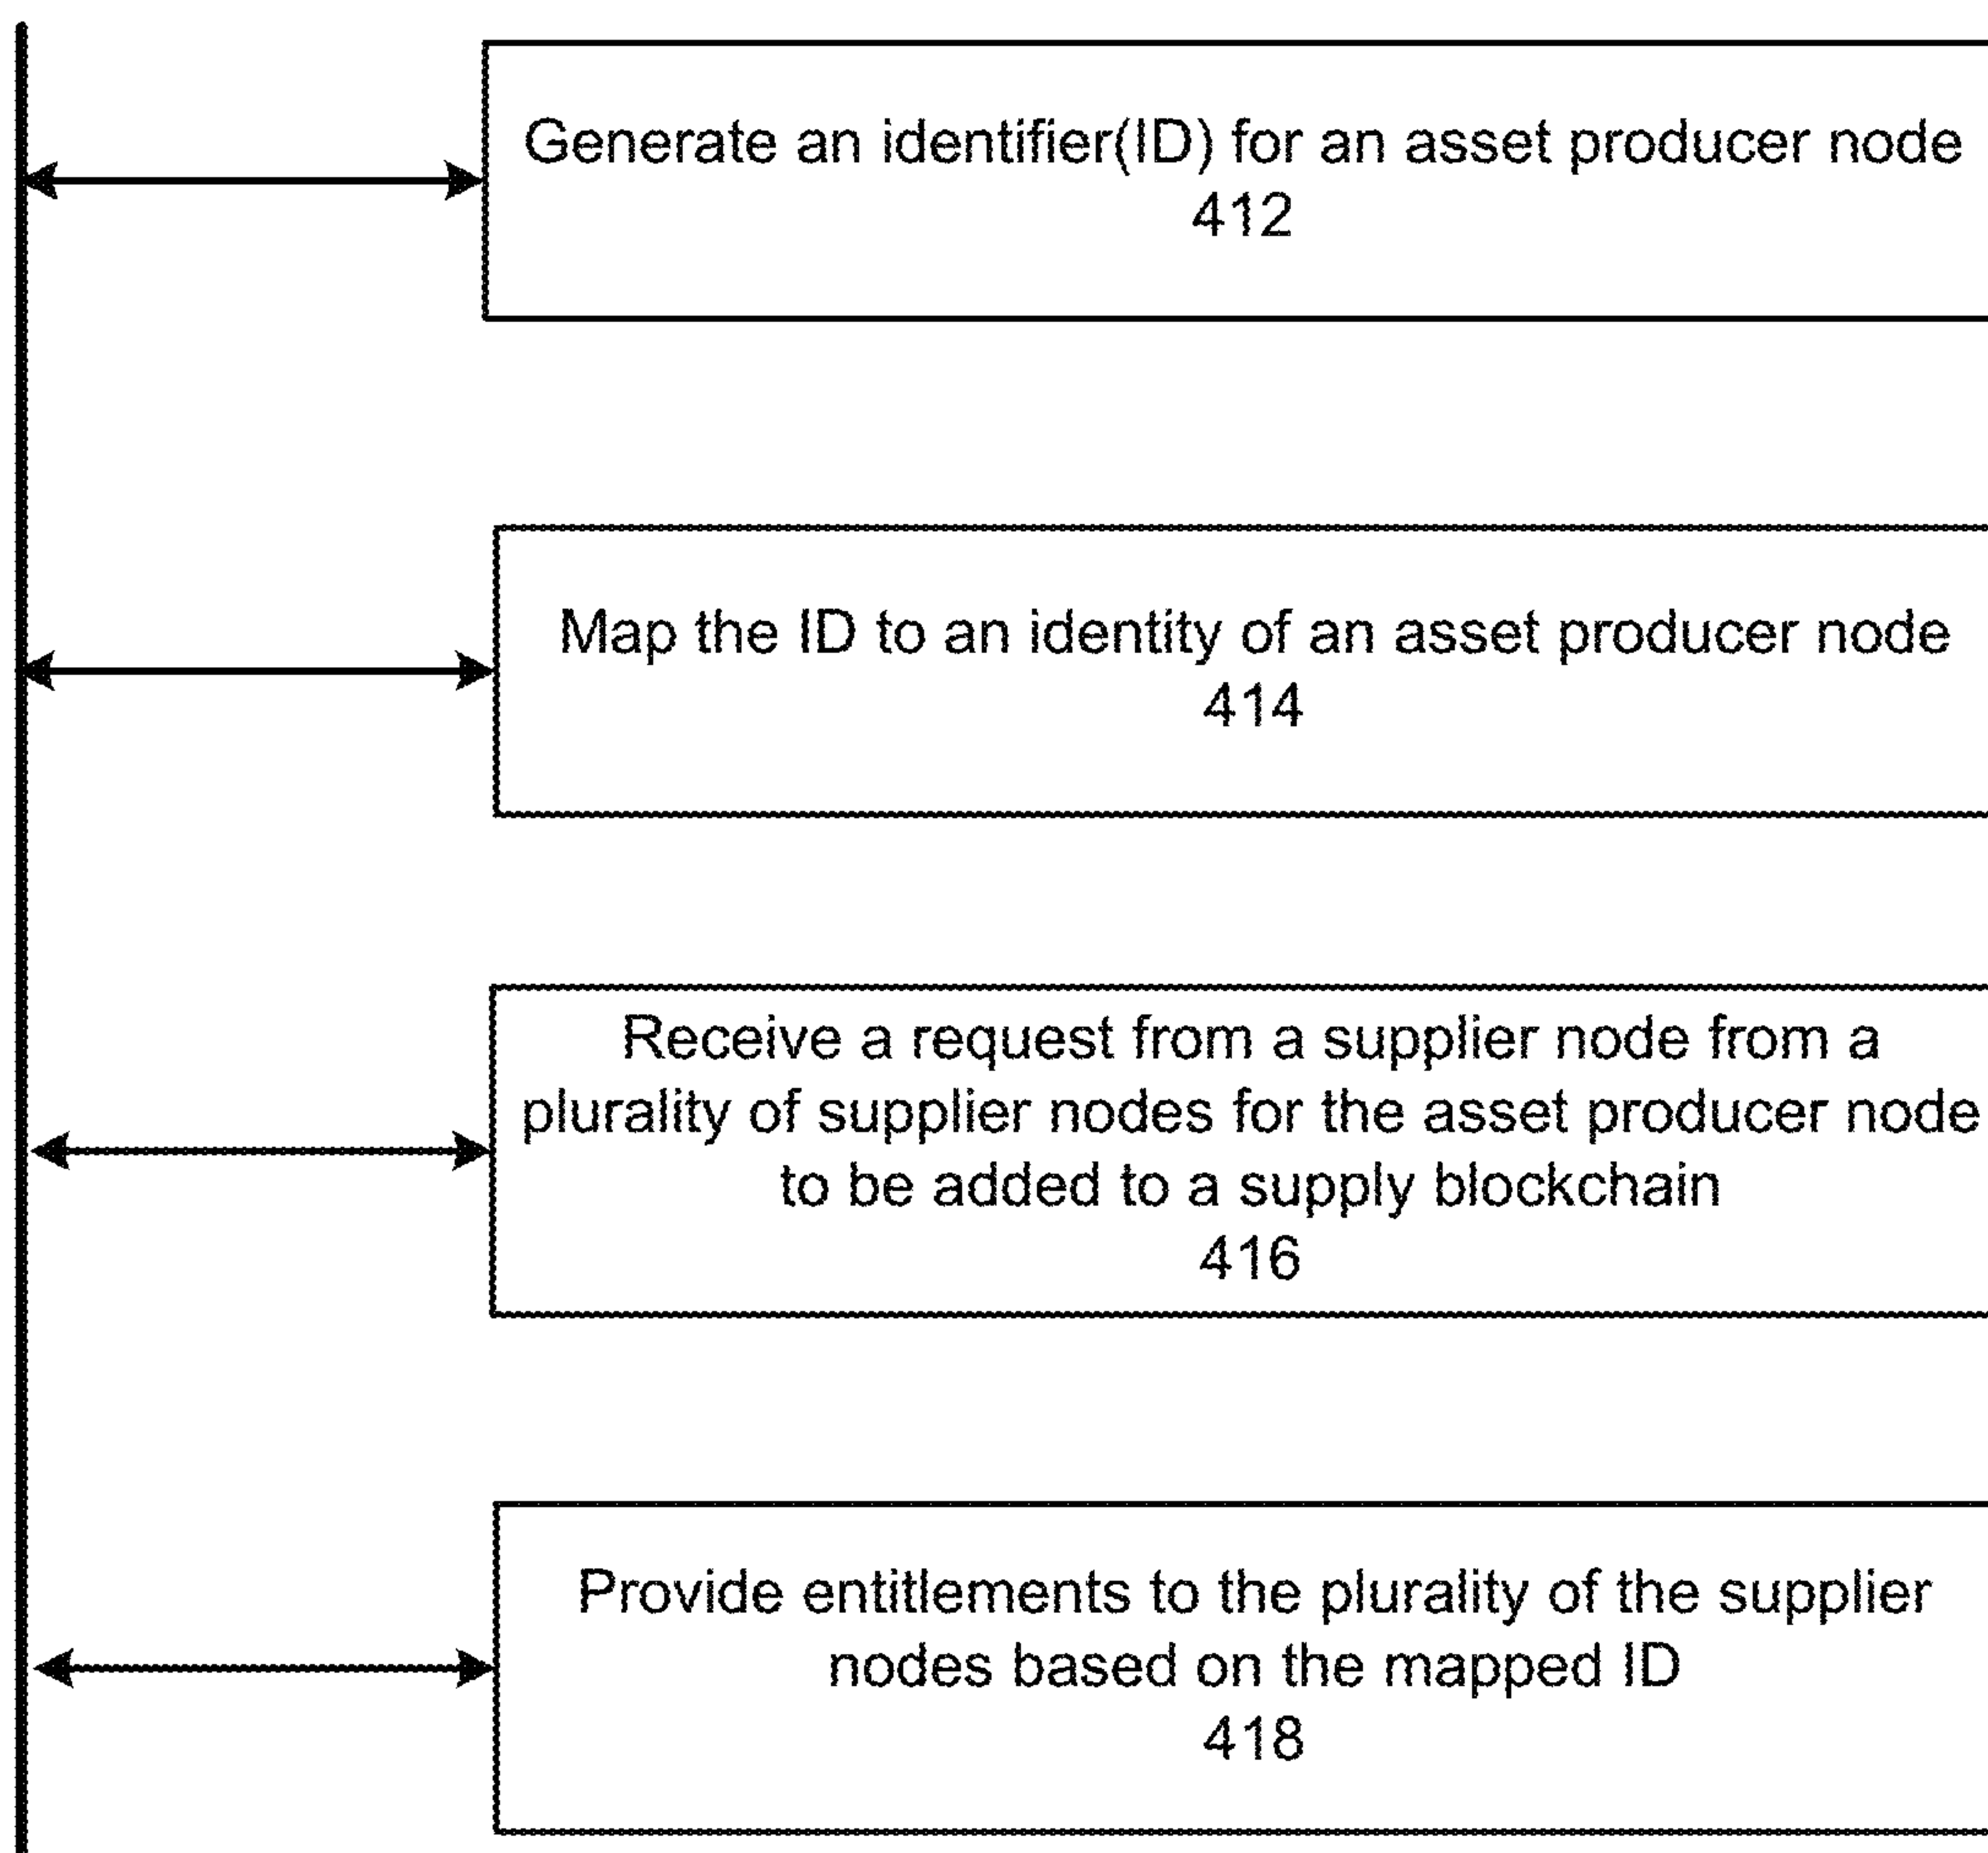 Generate an identifier(ID) for an asset producer node
412
Map the ID to an identity of an asset producer node
414
Receive a request from a supplier node from a
plurality of supplier nodes for the asset producer node
to be added to a supply blockchain
416
Provide entitlements to the plurality of the supplier
nodes based on the mapped ID
418